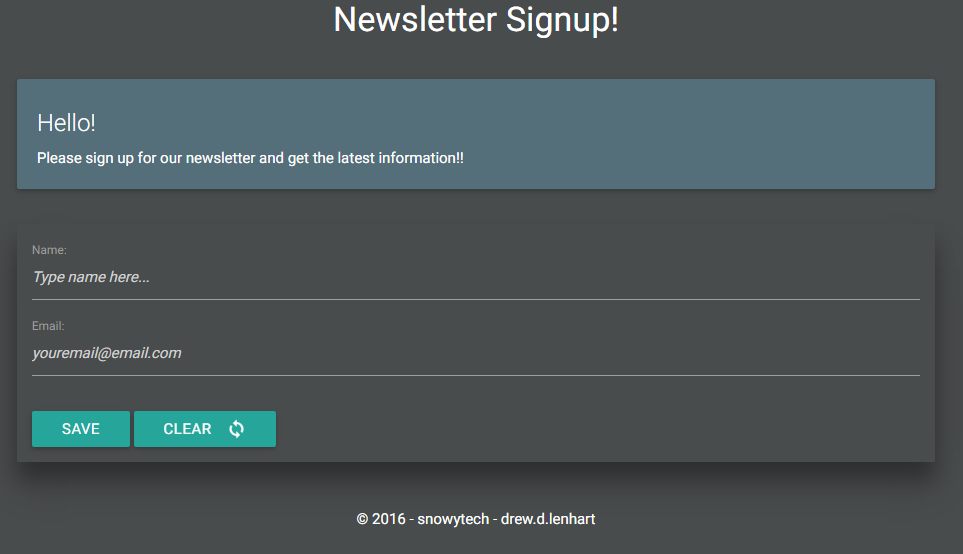 Newsletter Signup!
Hello!
Please sign up for our newsletter and get the latest information!!
Name:
Type name here...
Email:
youremail@email.com
SAVE CLEAR
© 2016 - snowytech - drew.d.lenhart